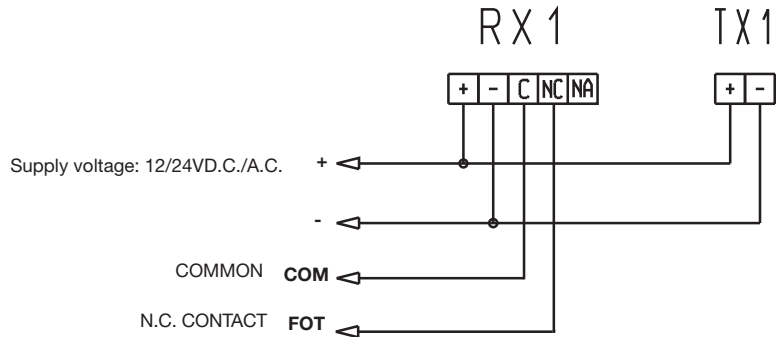 RX1 TX1
+ - C NC NA + -
Supply voltage: 12/24VD.C./A.C. +
-
COMMON COM
N.C. CONTACT FOT